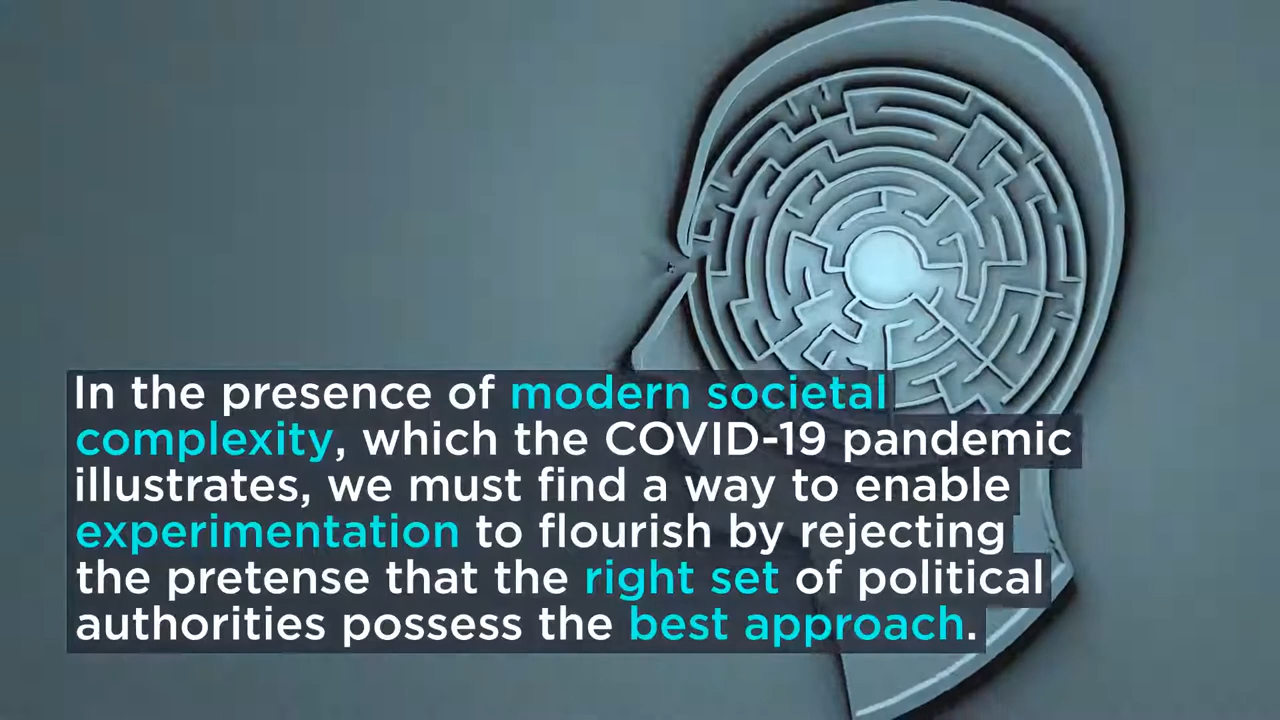 In the presence of modern societal
complexity, which the COVID-19 pandemic
illustrates, we must find a way to enable
experimentation to flourish by rejecting
the pretense that the right set of political
authorities possess the best approach.